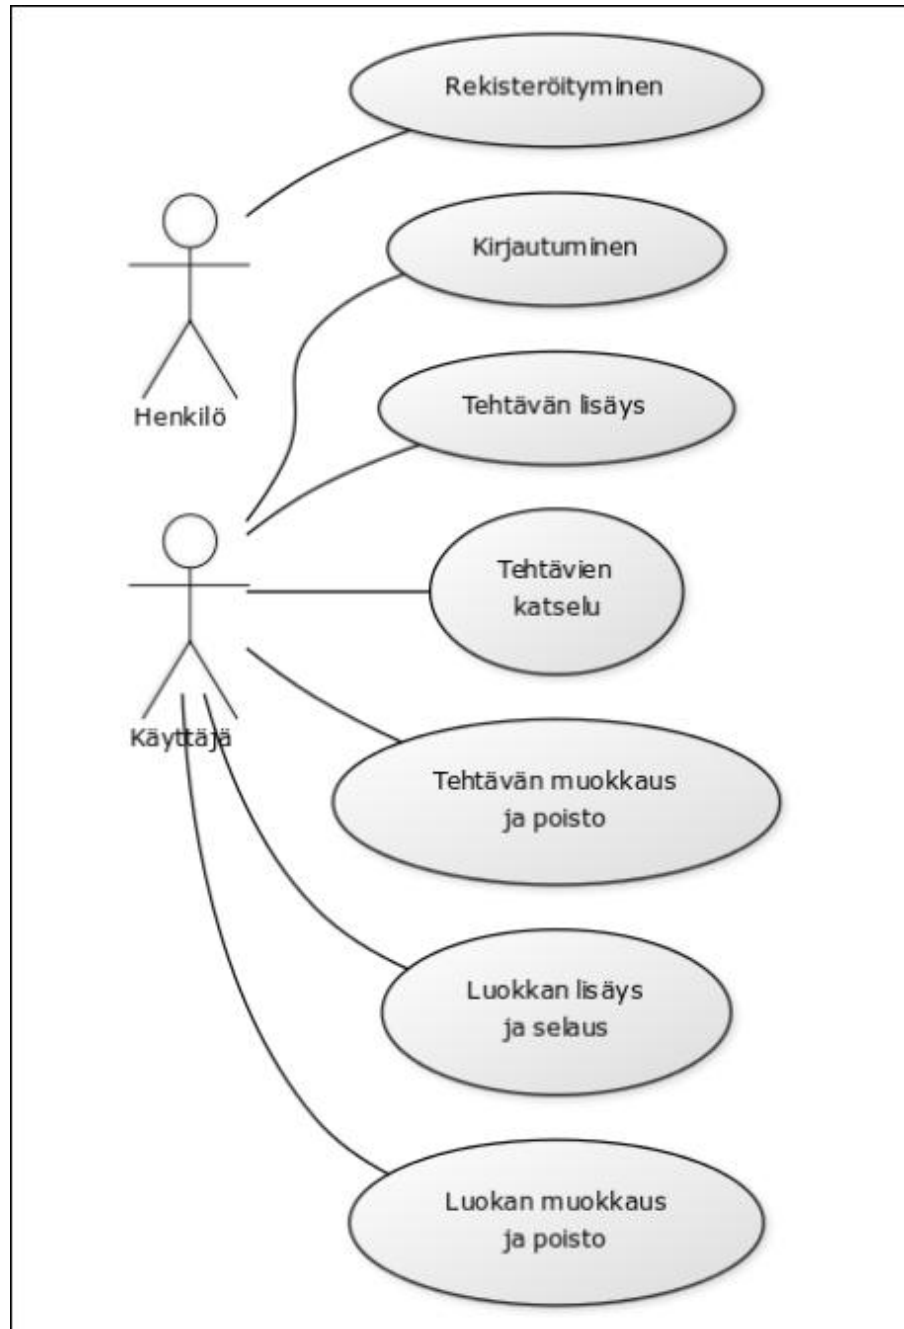 Rekisteröityminen
Kirjautuminen
Henkilö
Tehtävän lisäys
Tehtävien
katselu
Käyttäjä
Tehtävän muokkaus
ja poisto
Luokkan lisäys
ja selaus
Luokan muokkaus
ja poisto